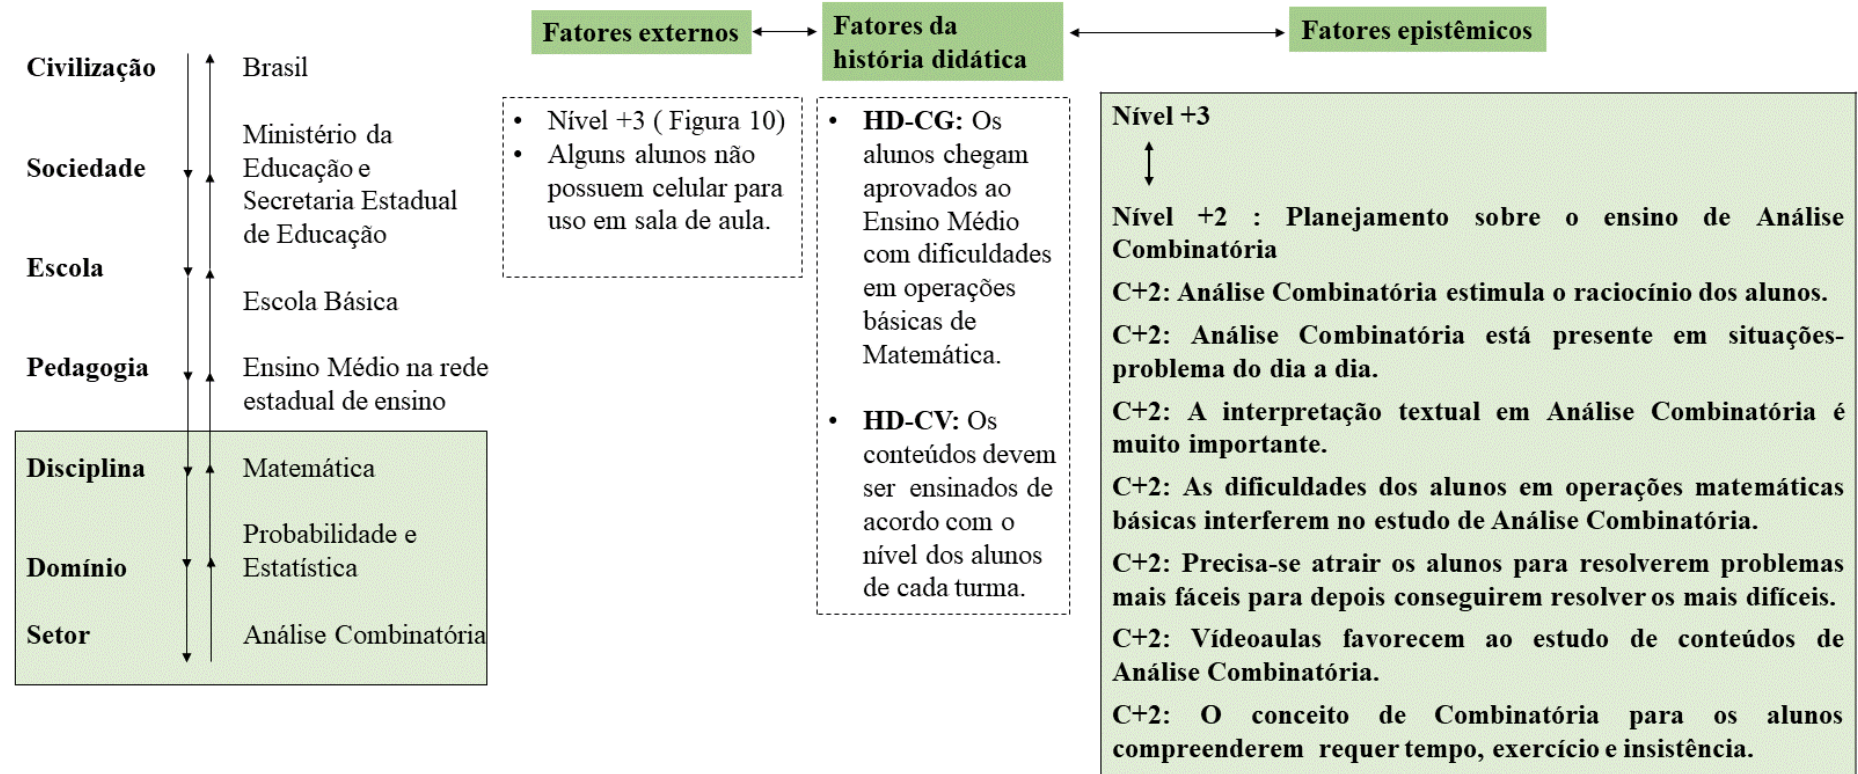 Civilização
Sociedade
Escola
Pedagogia
Disciplina
Domínio
Setor
Brasil
Ministério da
Educação e
Secretaria Estadual
de Educação
Escola Básica
Ensino Médio na rede
estadual de ensino
Matemática
Probabilidade e
Estatística
Análise Combinatória
Fatores externos
• Nível +3 ( Figura 10)
• Alguns alunos não
possuem celular para
uso em sala de aula.
Fatores da
história didática
• HD-CG: Os
alunos chegam
aprovados ao
Ensino Médio
com dificuldades
em operações
básicas de
Matemática.
• HD-CV: Os
conteúdos devem
ser ensinados de
acordo com o
nível dos alunos
de cada turma.
Fatores epistêmicos
Nível +3
Nível +2 : Planejamento sobre o ensino de Análise
Combinatória
C+2: Análise Combinatória estimula o raciocínio dos alunos.
C+2: Análise Combinatória está presente em situações-
problema do dia a dia.
C+2: A interpretação textual em Análise Combinatória é
muito importante.
C+2: As dificuldades dos alunos em operações matemáticas
básicas interferem no estudo de Análise Combinatória.
C+2: Precisa-se atrair os alunos para resolverem problemas
mais fáceis para depois conseguirem resolver os mais difíceis.
C+2: Vídeoaulas favorecem ao estudo de conteúdos de
Análise Combinatória.
C+2: O conceito de Combinatória para os alunos
compreenderem requer tempo, exercício e insistência.